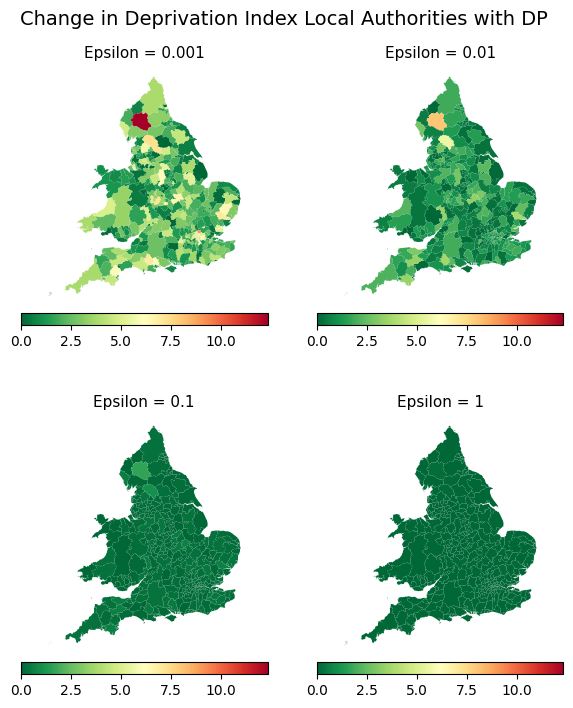 Change in Deprivation Index Local Authorities with DP
Epsilon = 0.001
Epsilon = 0.01
0.0 2.5 5.0 7.5 10.0
0.0 2.5 5.0 7.5 10.0
Epsilon = 0.1
Epsilon = 1
0.0 2.5 5.0 7.5 10.0
0.0 2.5 5.0 7.5 10.0